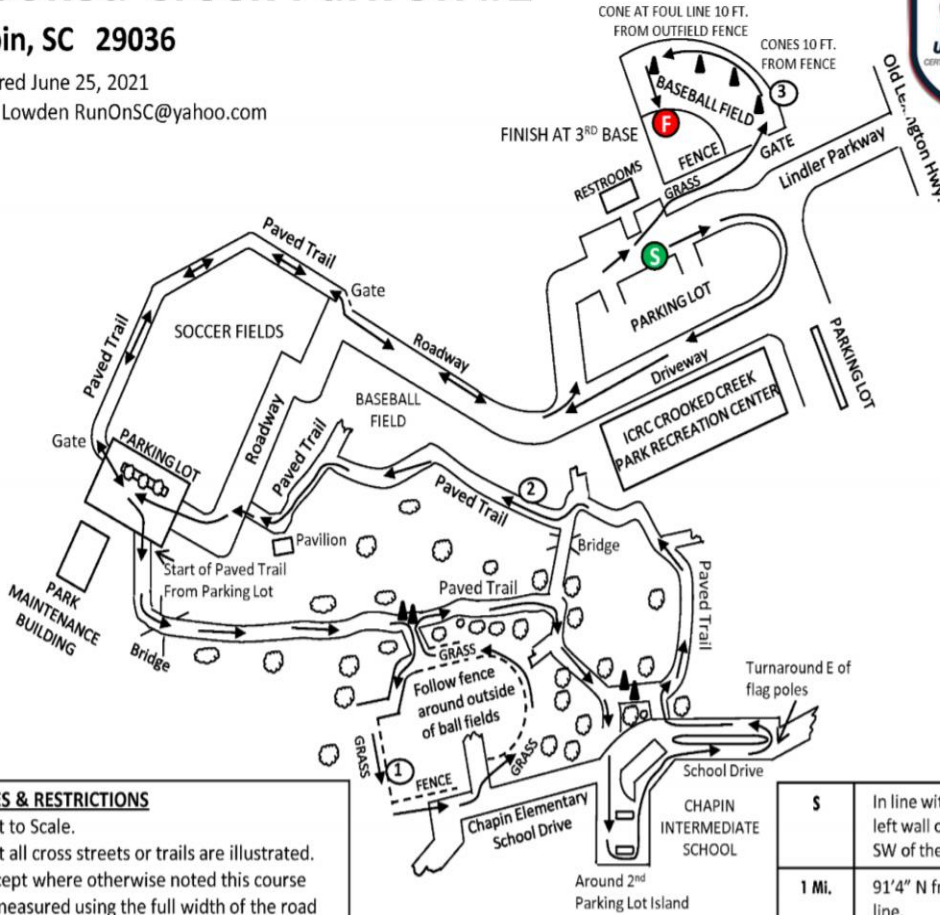 in, SC 29036
red June 25, 2021
Lowden RunOnSC@yahoo.com
CONE AT FOUL LINE 10 FT.
FROM OUTFIELD FENCE
CONES 10 FT.
FROM FENCE
3
BASEBALL FIELD
F
FINISH AT 3RD BASE
FENCE
GATE
Lindler Parkway
RESTROOMS
GRASS
S
PARKING LOT
PARKING LOT
Driveway
ICRC CROOKED CREEK
PARK RECREATION CENTER
Paved Trail
Gate
SOCCER FIELDS
Paved Trail
Roadway
BASEBALL
FIELD
Roadway
Paved Trail
Gate
PARKING LOT
2
Paved Trail
Pavilion
Bridge
Start of Paved Trail
From Parking Lot
Paved Trail
Paved Trail
PARK
MAINTENANCE
BUILDING
Bridge
GRASS
Follow fence
around outside
of ball fields
Turnaround E of
flag poles
GRASS
1
FENCE
GRASS
School Drive
Chapin Elementary
School Drive
CHAPIN
INTERMEDIATE
SCHOOL
Around 2nd
Parking Lot Island
S & RESTRICTIONS
t to Scale.
t all cross streets or trails are illustrated.
cept where otherwise noted this course
measured using the full width of the road
S
In line wit
left wall o
SW of the
1 Mi.
91'4" N fr
line.